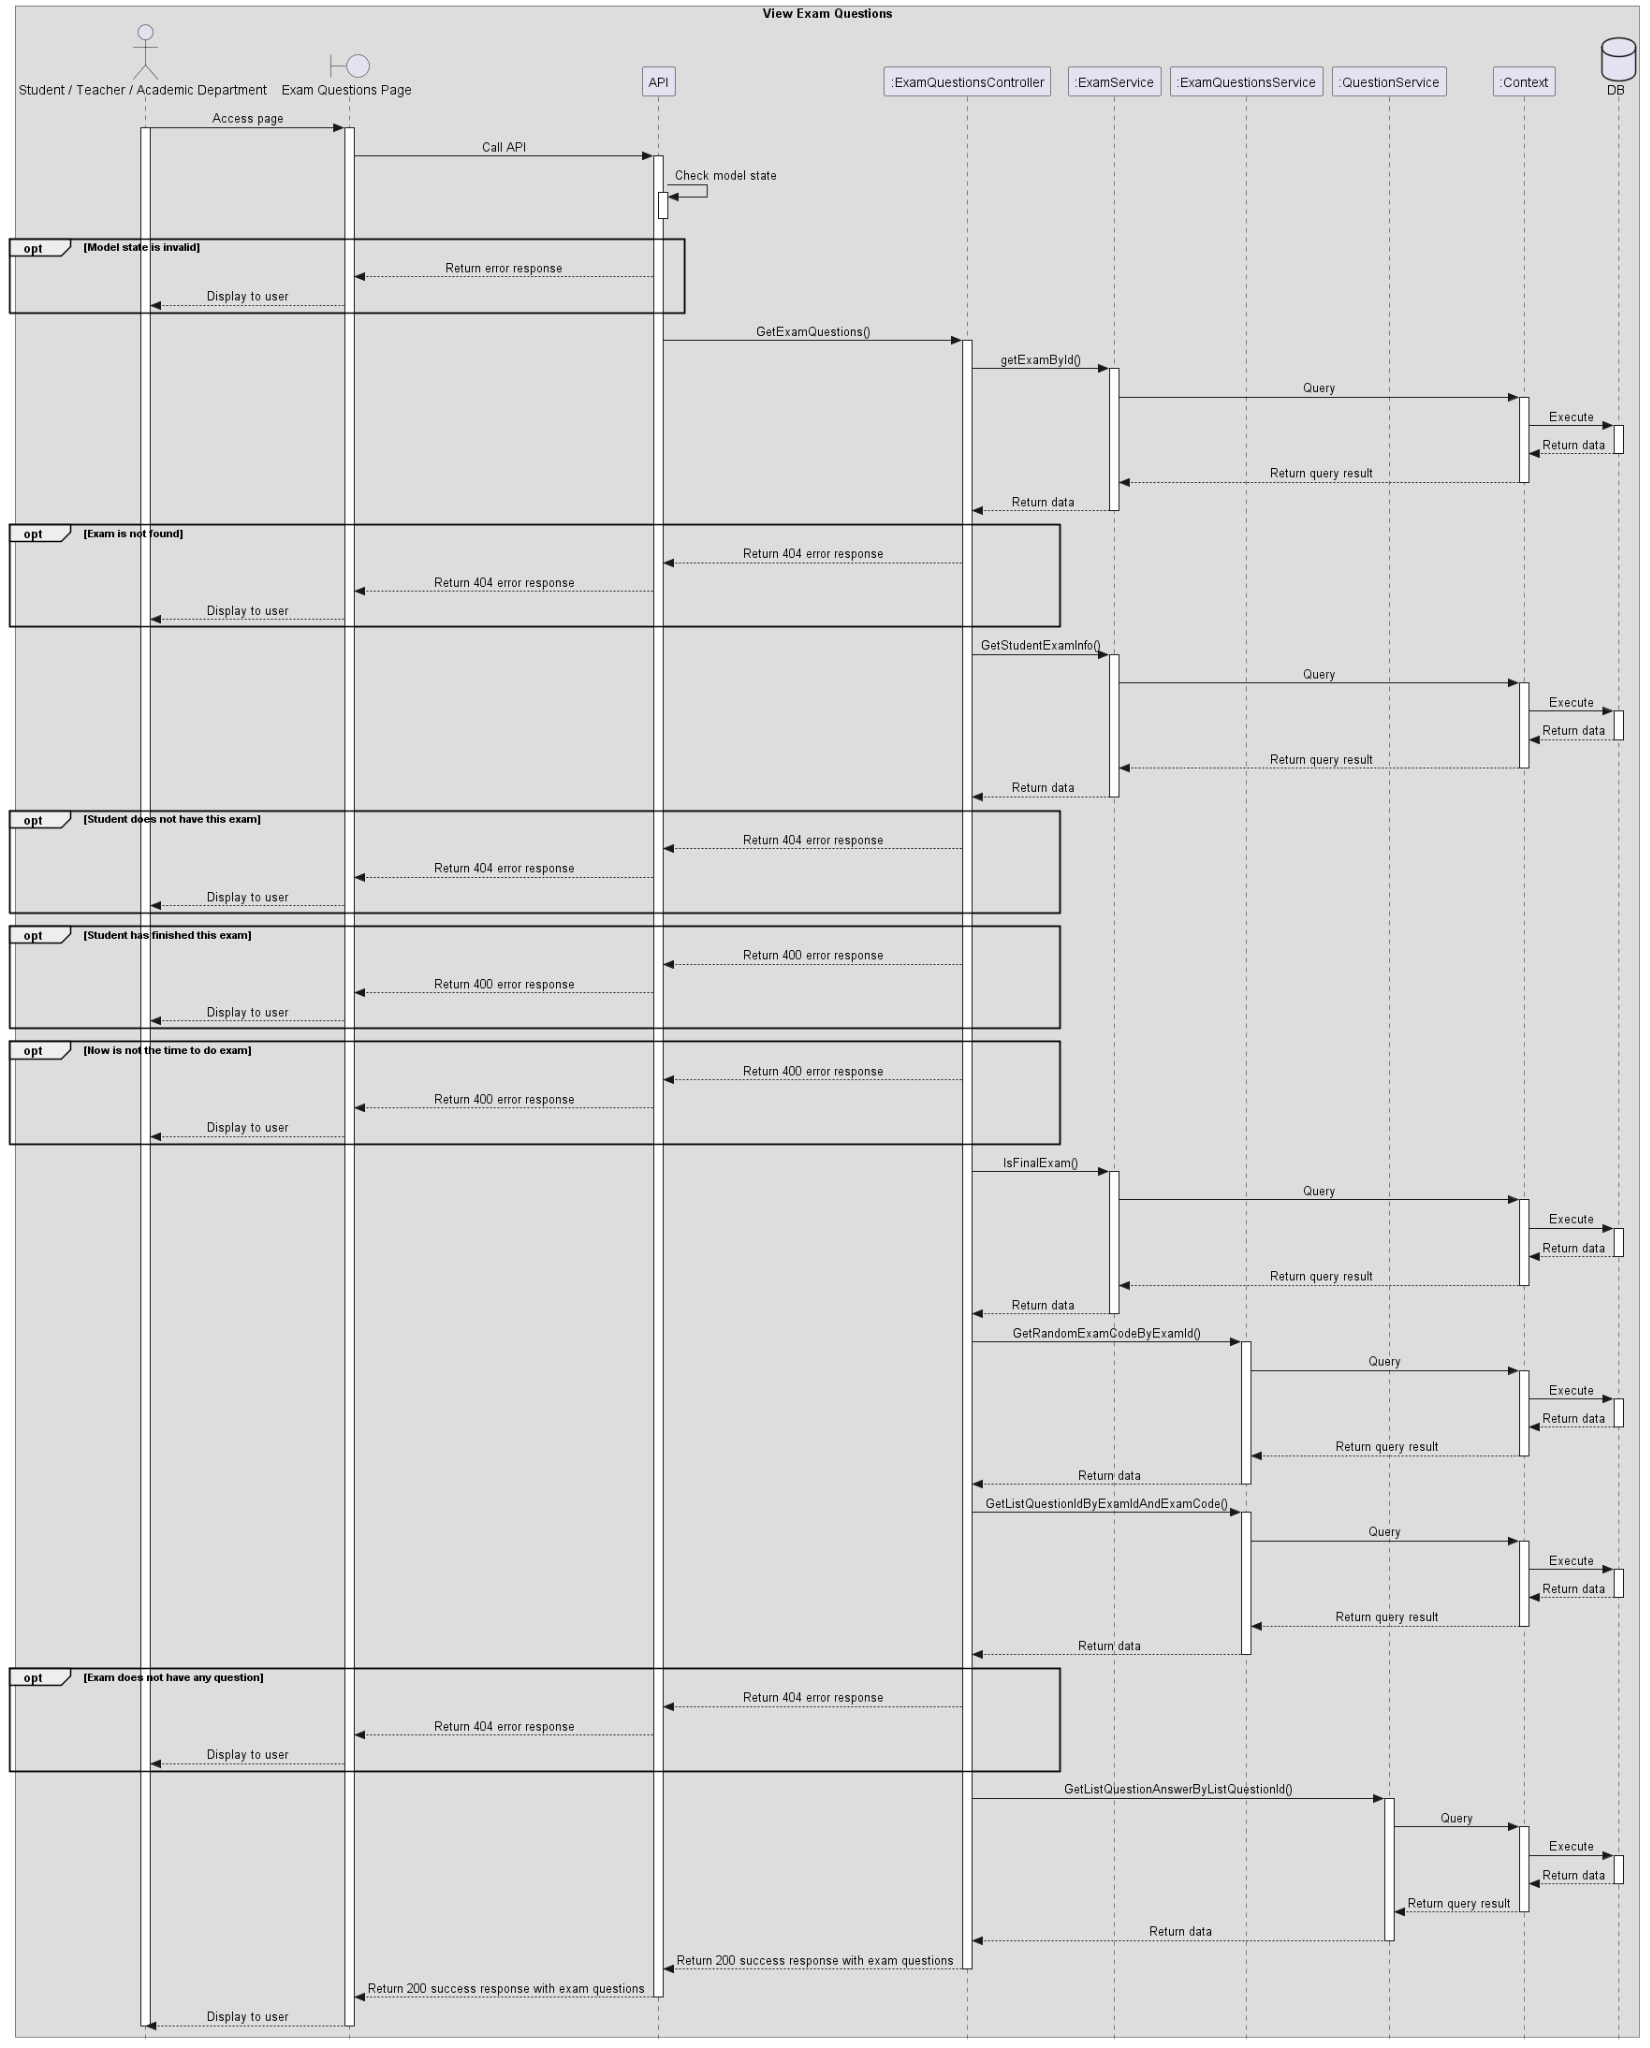 View Exam Questions
Student / Teacher / Academic Department
Exam Questions Page
API
:ExamQuestionsController
:ExamService
:ExamQuestionsService
:QuestionService
:Context
DB
Access page
Call API
Check model state
opt
[Model state is invalid]
Return error response
Display to user
GetExamQuestions()
getExamById()
Query
Execute
Return data
Return query result
Return data
opt
[Exam is not found]
Return 404 error response
Return 404 error response
Display to user
GetStudentExamInfo()
Query
Execute
Return data
Return query result
Return data
opt
[Student does not have this exam]
Return 404 error response
Return 404 error response
Display to user
opt
[Student has finished this exam]
Return 400 error response
Return 400 error response
Display to user
opt
[Now is not the time to do exam]
Return 400 error response
Return 400 error response
Display to user
IsFinalExam()
Query
Execute
Return data
Return query result
Return data
GetRandomExamCodeByExamId()
Query
Execute
Return data
Return query result
Return data
GetListQuestionIdByExamIdAndExamCode()
Query
Execute
Return data
Return query result
Return data
opt
[Exam does not have any question]
Return 404 error response
Return 404 error response
Display to user
GetListQuestionAnswerByListQuestionId()
Query
Execute
Return data
Return query result
Return data
Return 200 success response with exam questions
Return 200 success response with exam questions
Display to user